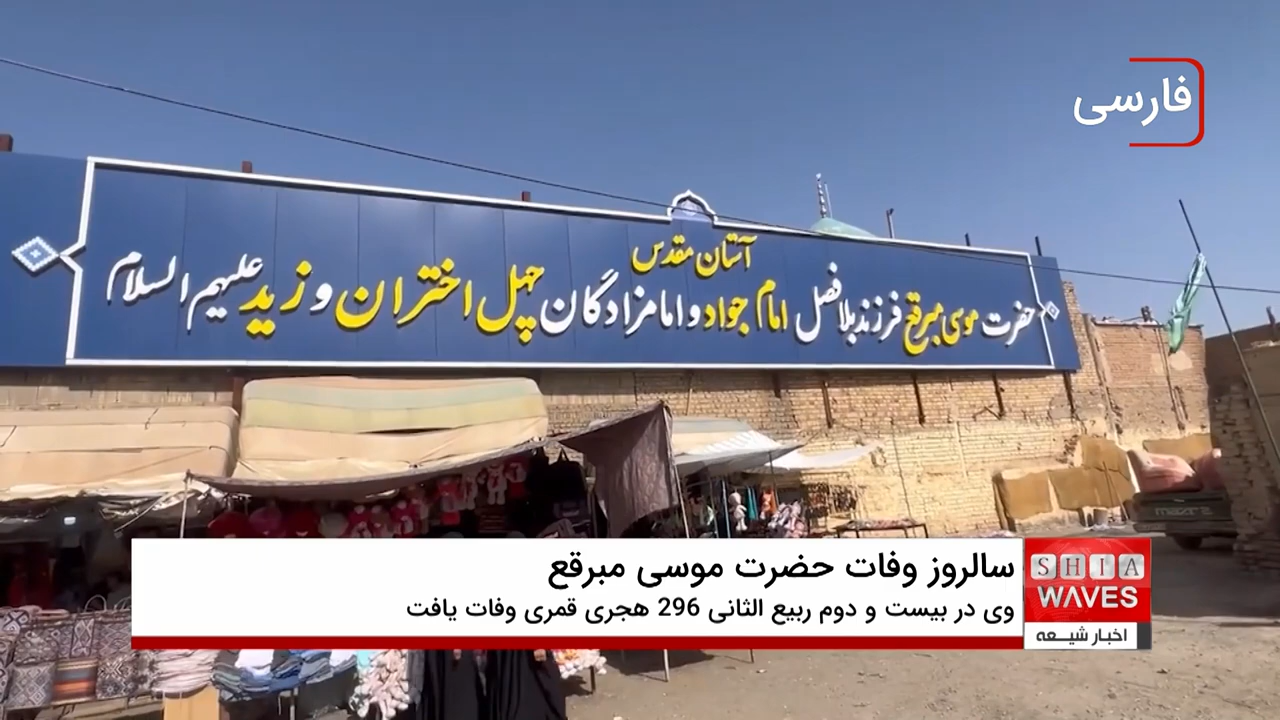 فارسی
آستان مقدس
حضرت موسی مبرقع فرزند بلافصل امام جواد و امامزادگان چهل اختران و زید علیهم السلام
سالروز وفات حضرت موسی مبرقع
وی در بیست و دوم ربیع الثانی 296 هجری قمری وفات یافت
SHIA
WAVES
اخبار شیعه